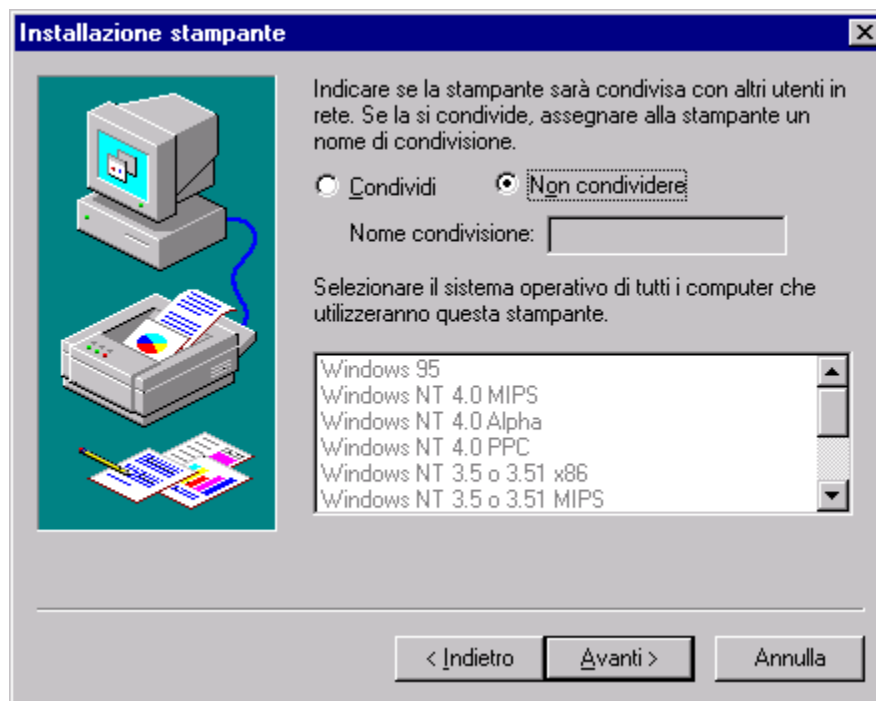 Installazione stampante
Indicare se la stampante sarà condivisa con altri utenti in
rete. Se la si condivide, assegnare alla stampante un
nome di condivisione.
Condividi Non condividere
Nome condivisione:
Selezionare il sistema operativo di tutti i computer che
utilizzeranno questa stampante.
Windows 95
Windows NT 4.0 MIPS
Windows NT 4.0 Alpha
Windows NT 4.0 PPC
Windows NT 3.5 o 3.51 x86
Windows NT 3.5 o 3.51 MIPS
< Indietro Avanti > Annulla